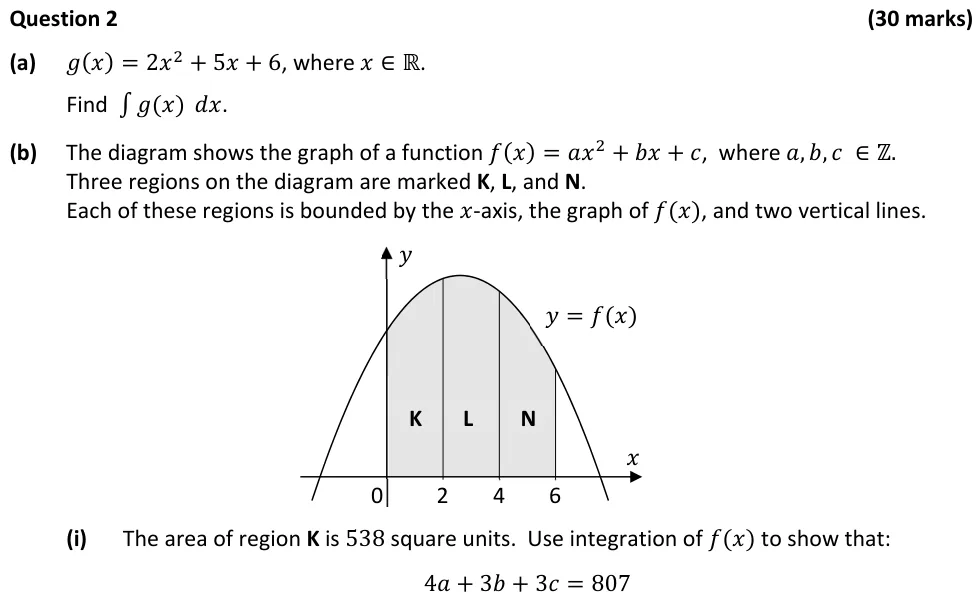 Question 2 (30 marks)
(a) g(x) = 2x² + 5x + 6, where x ∈ ℝ.
Find ∫ g(x) dx.
(b) The diagram shows the graph of a function f(x) = ax² + bx + c, where a, b, c ∈ ℤ.
Three regions on the diagram are marked K, L, and N.
Each of these regions is bounded by the x-axis, the graph of f(x), and two vertical lines.
y
y = f(x)
K L N
x
0 2 4 6
(i) The area of region K is 538 square units. Use integration of f(x) to show that:
4a + 3b + 3c = 807